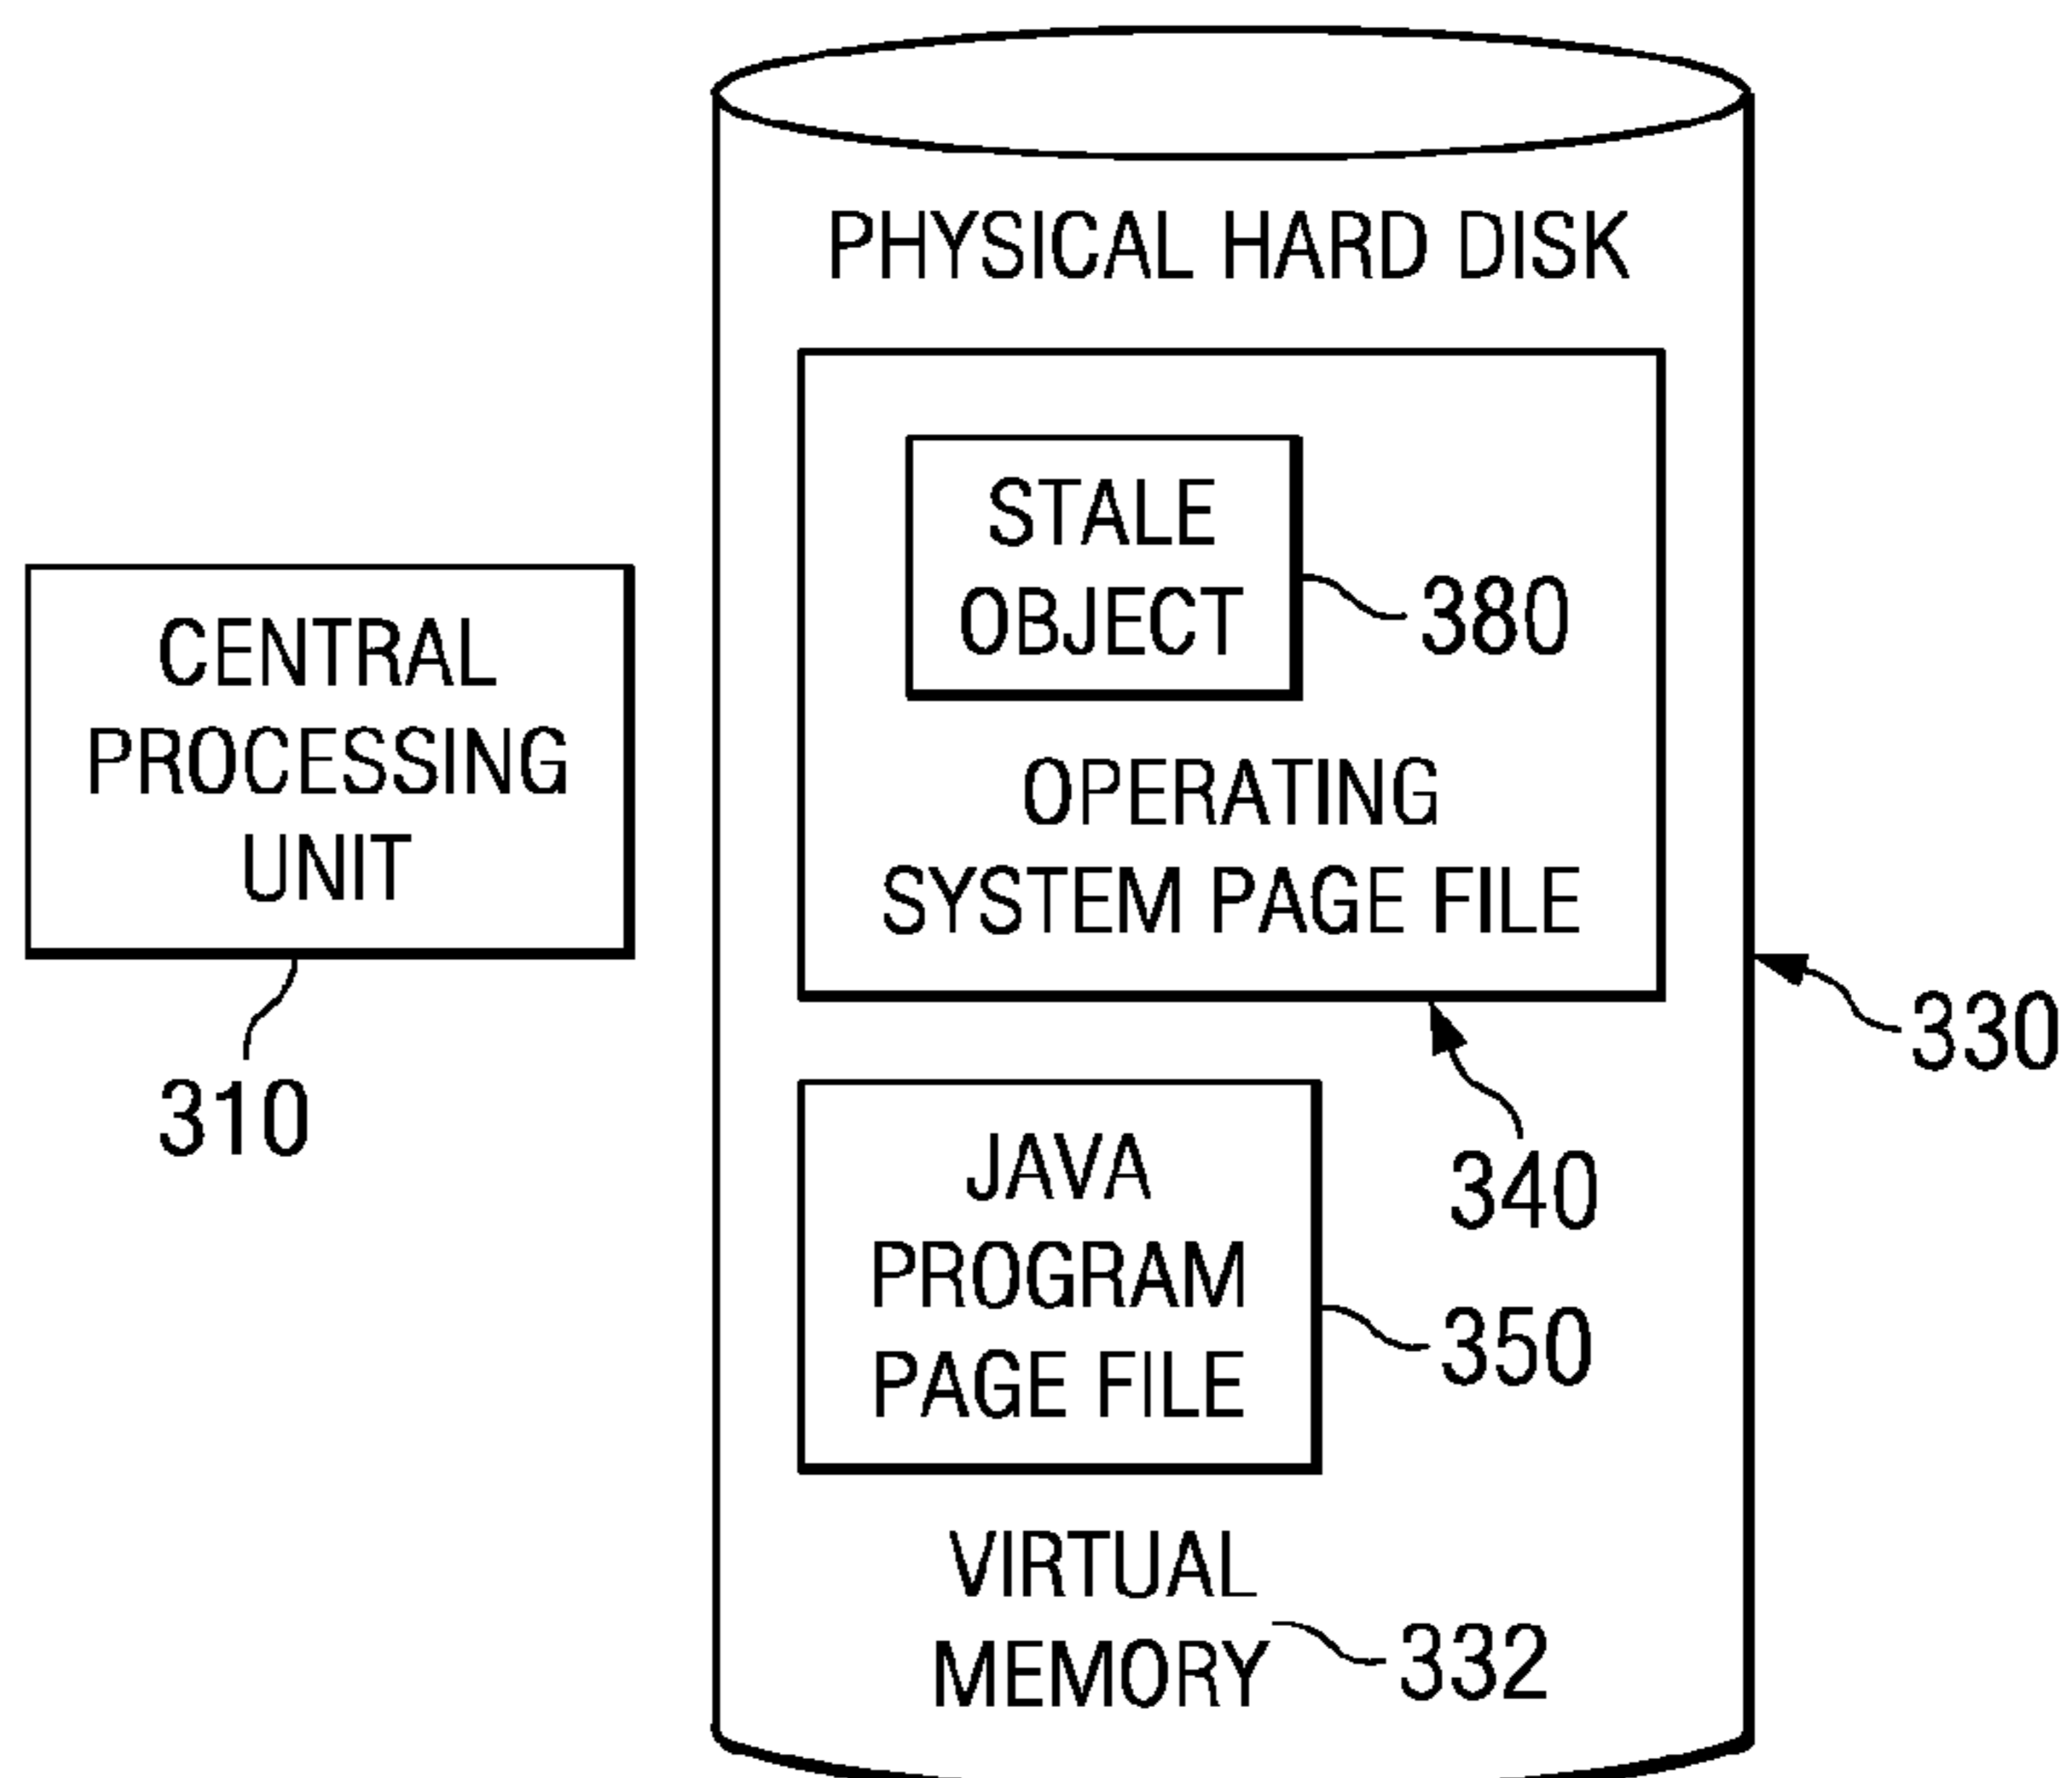 PHYSICAL HARD DISK
STALE
OBJECT
380
OPERATING
SYSTEM PAGE FILE
CENTRAL
PROCESSING
UNIT
310
330
340
JAVA
PROGRAM
PAGE FILE
350
VIRTUAL
MEMORY
332